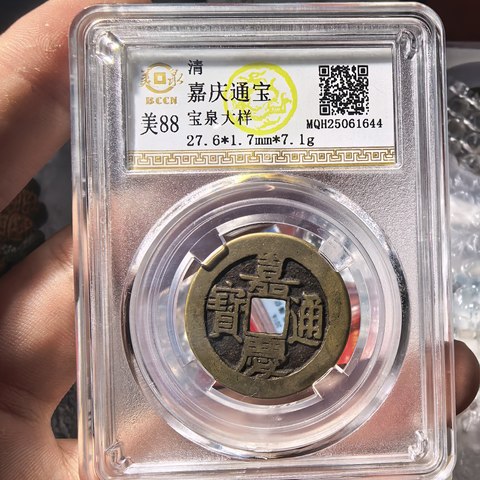 清
嘉庆通宝
宝泉大样
27.6*1.7mm*7.1g
美88
BCCN
MQH25061644
嘉
慶
通
寶